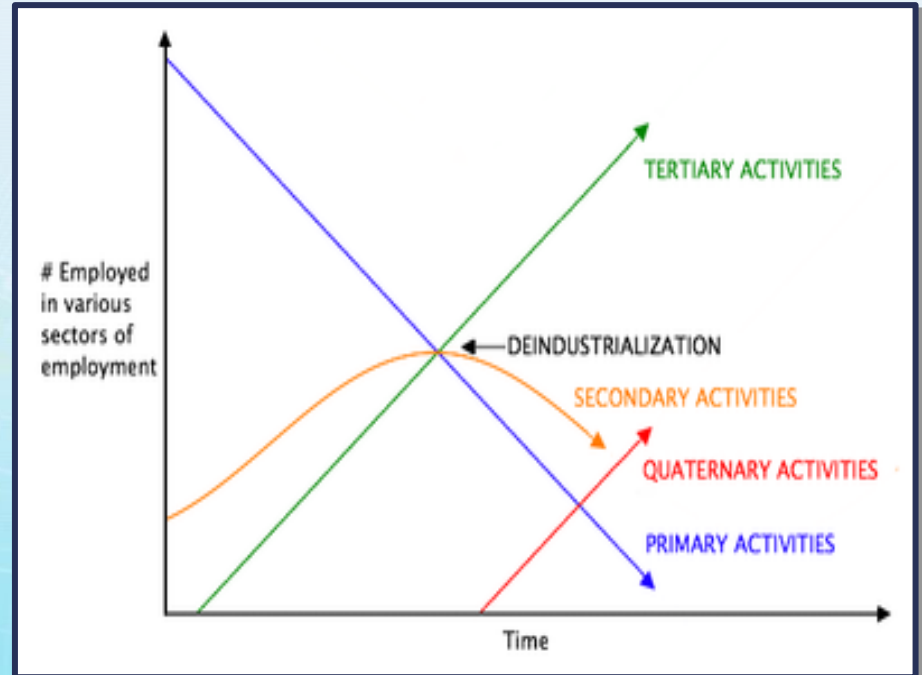 TERTIARY ACTIVITIES
# Employed
in various
sectors of
employment
DEINDUSTRIALIZATION
SECONDARY ACTIVITIES
QUATERNARY ACTIVITIES
PRIMARY ACTIVITIES
Time